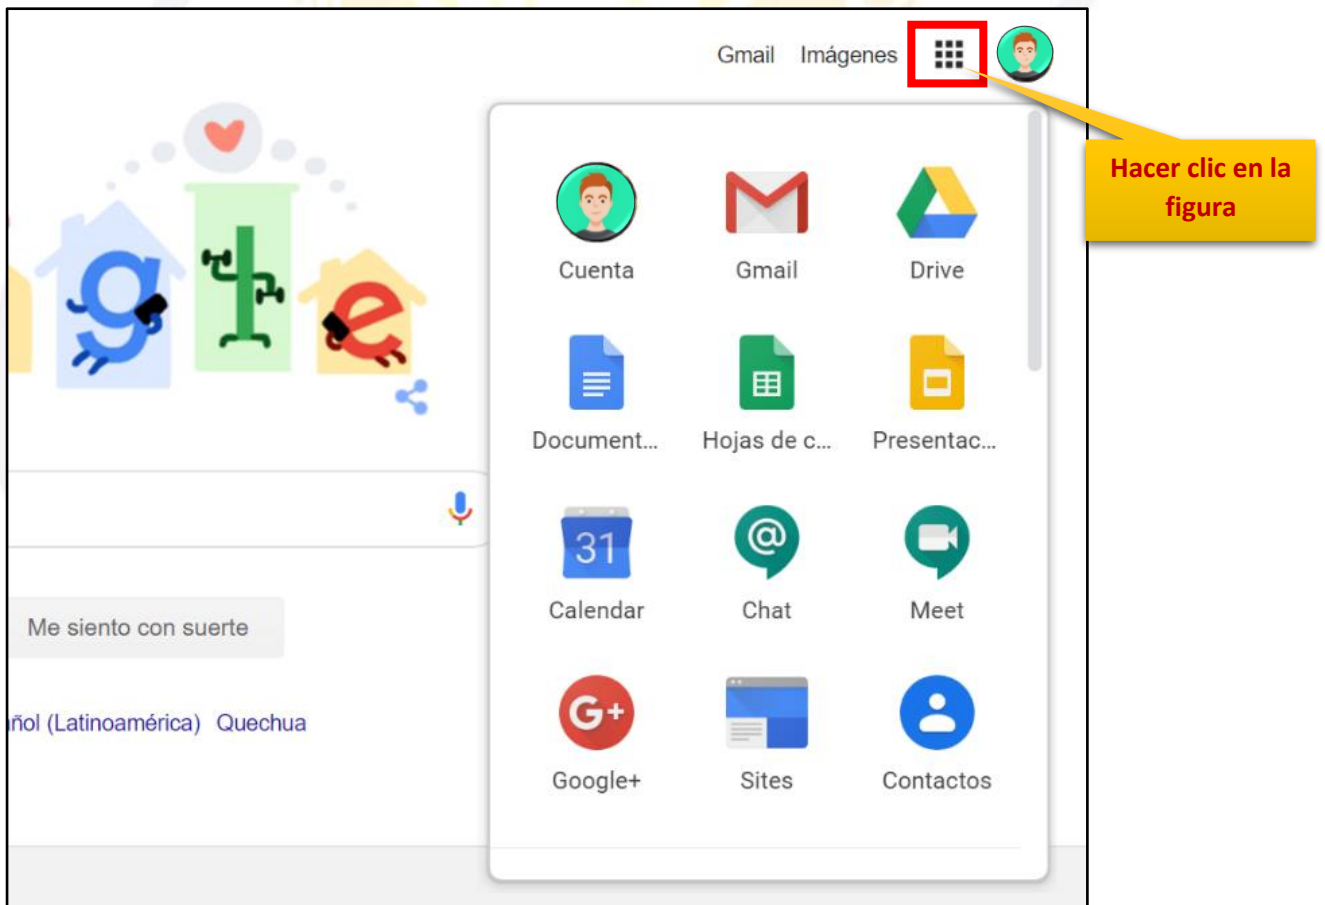 Gmail Imágenes
Hacer clic en la
figura
Cuenta Gmail Drive
Document... Hojas de c... Presentac...
31
Calendar Chat Meet
Me siento con suerte
G+
ñol (Latinoamérica) Quechua
Google+ Sites Contactos